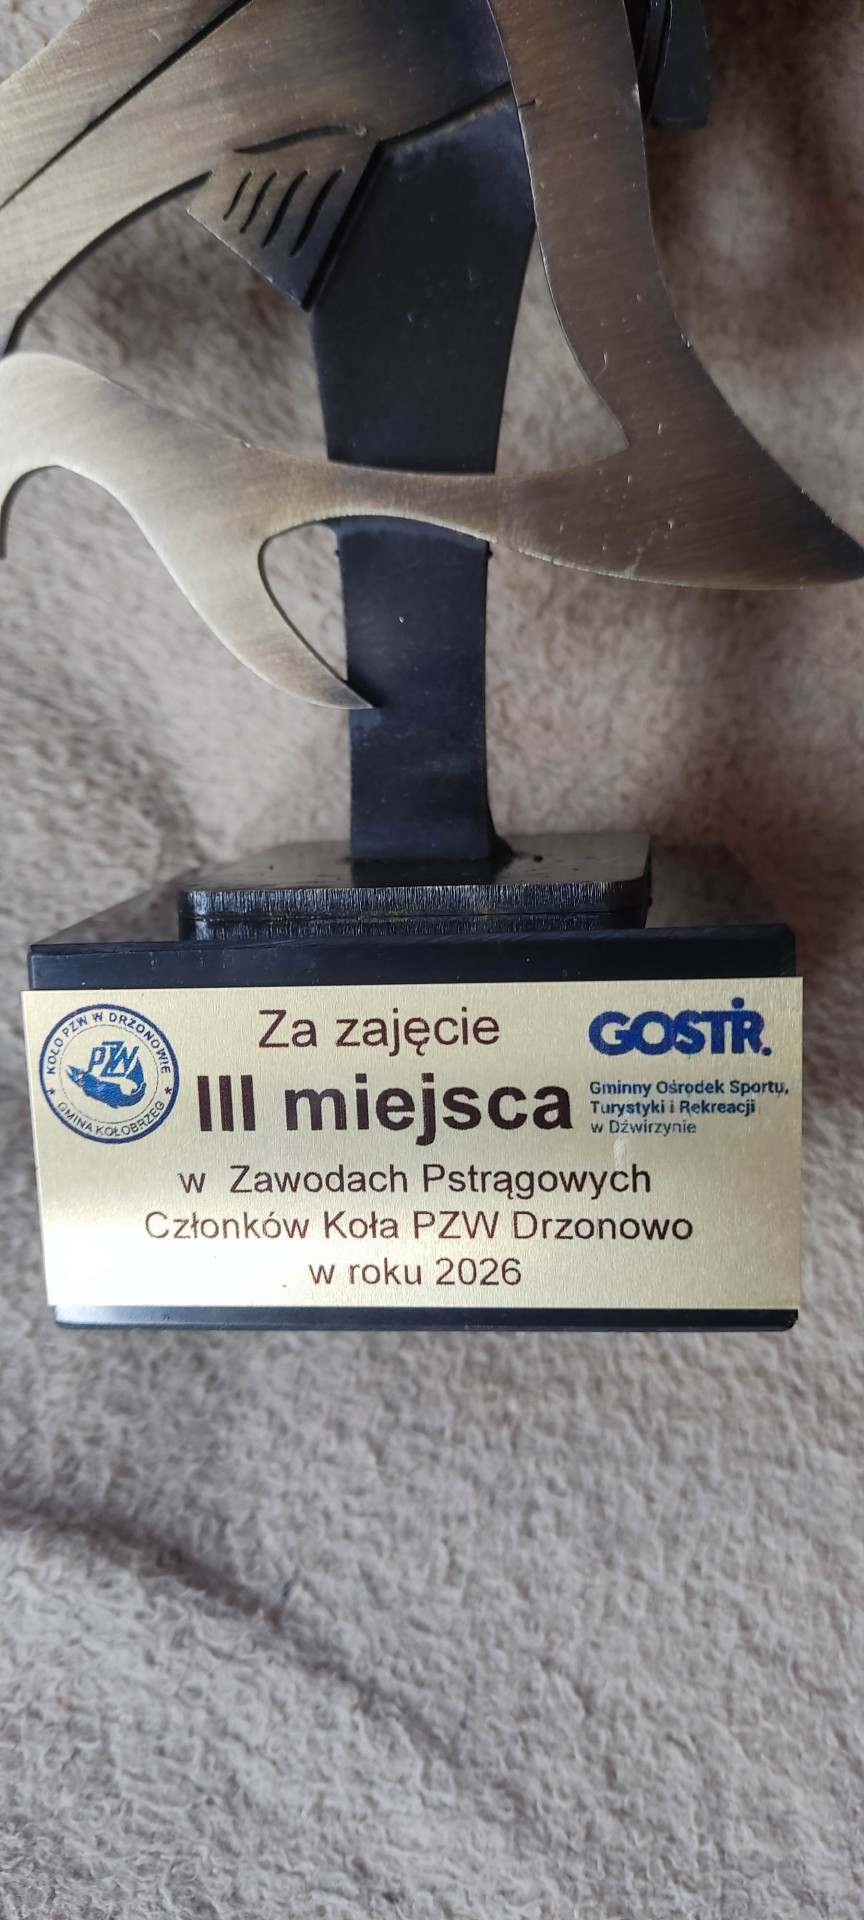 KOŁO PZW W DRZONOWIE
PZW
GMINA KOŁOBRZEG
Za zajęcie
III miejsca
GOSTiR.
Gminny Ośrodek Sportu,
Turystyki i Rekreacji
w Dźwirzynie
w Zawodach Pstrągowych
Członków Koła PZW Drzonowo
w roku 2026